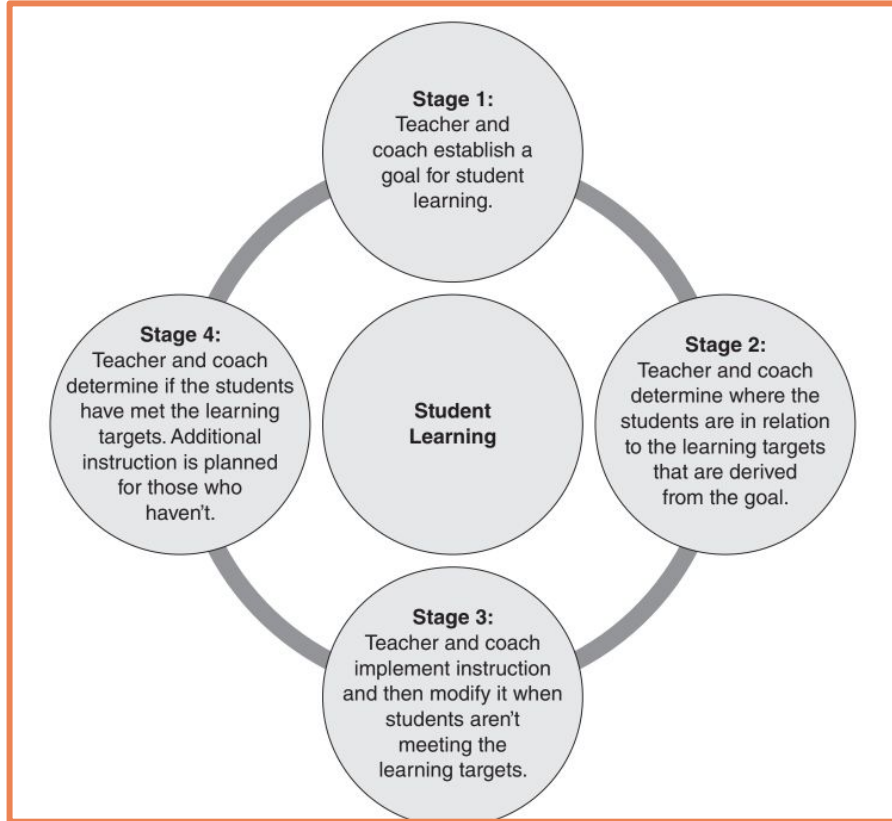 Stage 1:
Teacher and
coach establish a
goal for student
learning.
Stage 2:
Teacher and coach
determine where the
students are in relation
to the learning targets
that are derived
from the goal.
Stage 3:
Teacher and coach
implement instruction
and then modify it when
students aren't
meeting the
learning targets.
Stage 4:
Teacher and coach
determine if the students
have met the learning
targets. Additional
instruction is planned
for those who
haven't.
Student
Learning